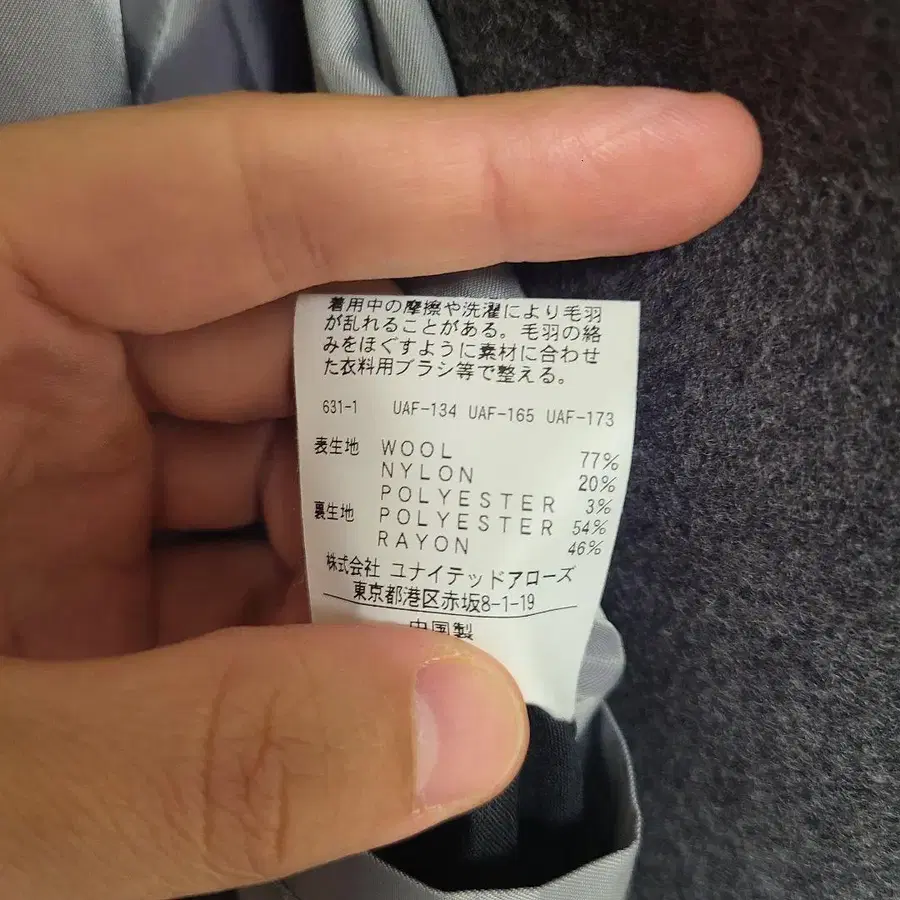 着用中の摩擦や洗濯により毛羽
が乱れることがある。毛羽の絡
みをほぐすように素材に合わせ
た衣料用ブラシ等で整える。
631-1 UAF-134 UAF-165 UAF-173
表生地 WOOL 77%
NYLON 20%
POLYESTER 3%
裏生地 POLYESTER 54%
RAYON 46%
株式会社 ユナイテッドアローズ
東京都港区赤坂8-1-19
中国製